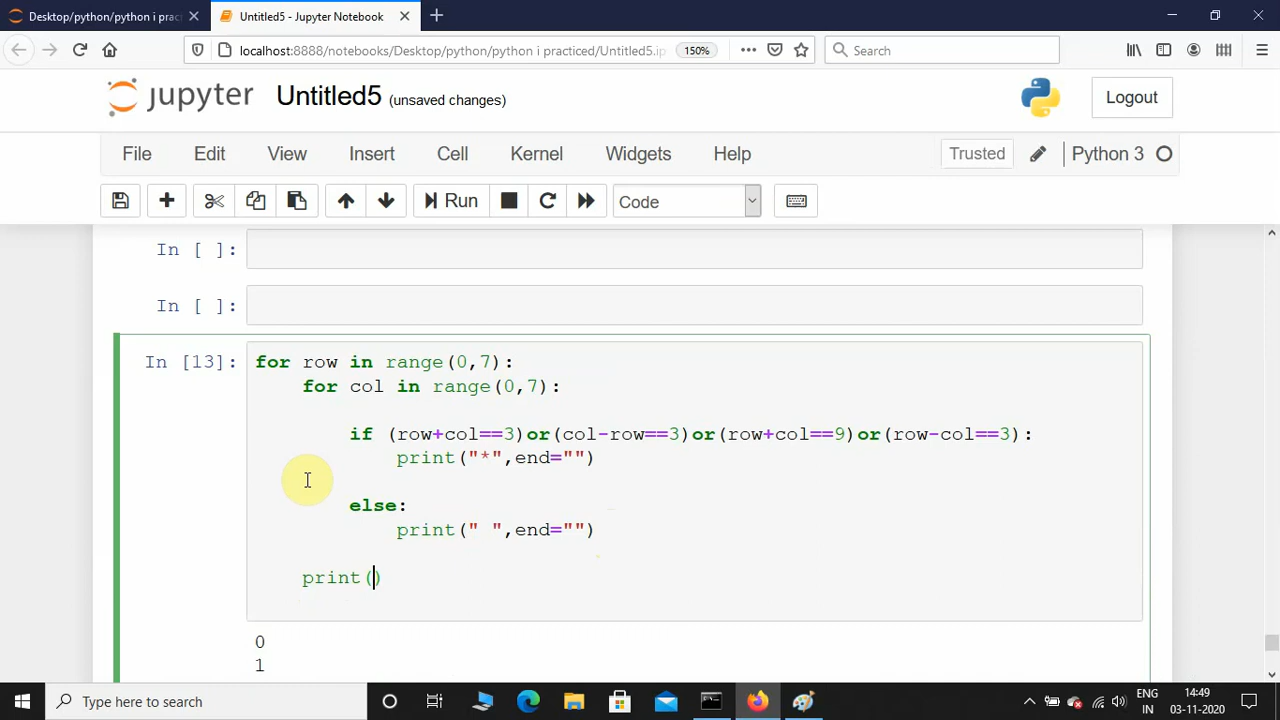 Desktop/python/python i prac
Untitled5 - Jupyter Notebook
localhost:8888/notebooks/Desktop/python/python i practiced/Untitled5.ip
150%
Search
jupyter Untitled5 (unsaved changes)
Logout
File Edit View Insert Cell Kernel Widgets Help
Trusted
Python 3
Run
Code
In [ ]:
In [ ]:
In [13]:
for row in range(0,7):
    for col in range(0,7):
        if (row+col==3)or(col-row==3)or(row+col==9)or(row-col==3):
            print("*",end="")
        else:
            print(" ",end="")
    print()
0
1
Type here to search
ENG
IN
14:49
03-11-2020